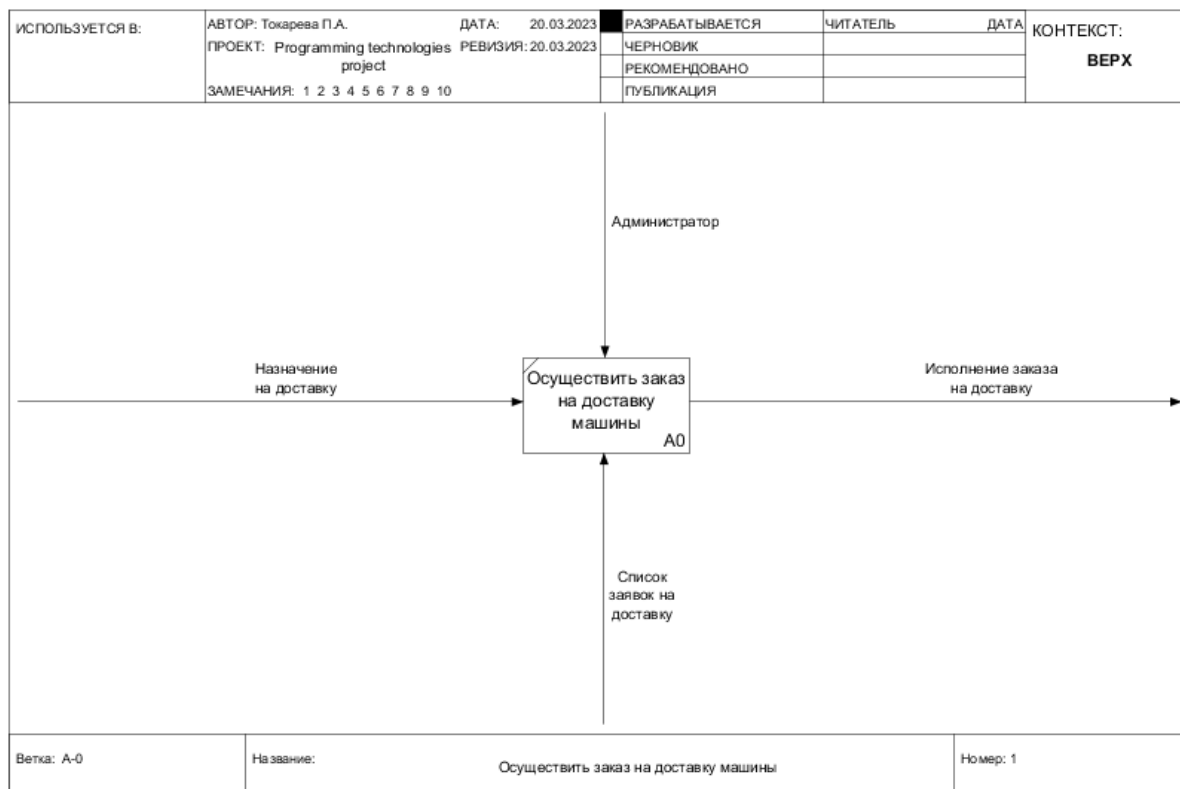 ИСПОЛЬЗУЕТСЯ В:
АВТОР: Токарева П.А.
ДАТА: 20.03.2023
ПРОЕКТ: Programming technologies
project
РЕВИЗИЯ: 20.03.2023
ЗАМЕЧАНИЯ: 1 2 3 4 5 6 7 8 9 10
РАЗРАБАТЫВАЕТСЯ
ЧЕРНОВИК
РЕКОМЕНДОВАНО
ПУБЛИКАЦИЯ
ЧИТАТЕЛЬ
ДАТА
КОНТЕКСТ:
ВЕРХ
Администратор
Назначение
на доставку
Осуществить заказ
на доставку
машины
A0
Исполнение заказа
на доставку
Список
заявок на
доставку
Ветка: A-0
Название:
Осуществить заказ на доставку машины
Номер: 1